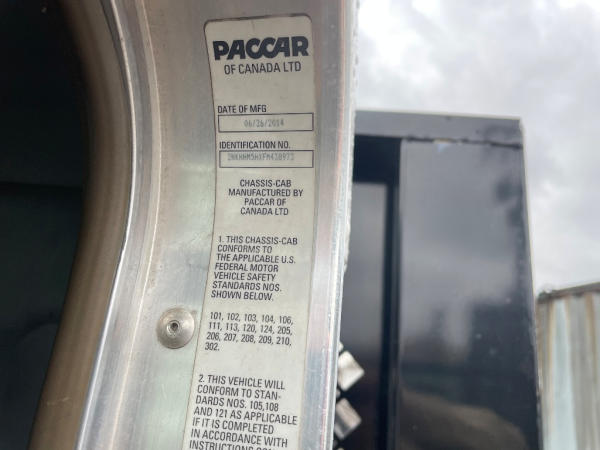 PACCAR
OF CANADA LTD
DATE OF MFG
06/26/2014
IDENTIFICATION NO.
CHASSIS-CAB
MANUFACTURED BY
PACCAR OF
CANADA LTD
1. THIS CHASSIS-CAB
CONFORMS TO
THE APPLICABLE U.S.
FEDERAL MOTOR
VEHICLE SAFETY
STANDARDS NOS.
SHOWN BELOW.
101, 102, 103, 104, 106,
111, 113, 120, 124, 205,
206, 207, 208, 209, 210,
302.
2. THIS VEHICLE WILL
CONFORM TO STAN-
DARDS NOS. 105,108
AND 121 AS APPLICABLE
IF IT IS COMPLETED
IN ACCORDANCE WITH